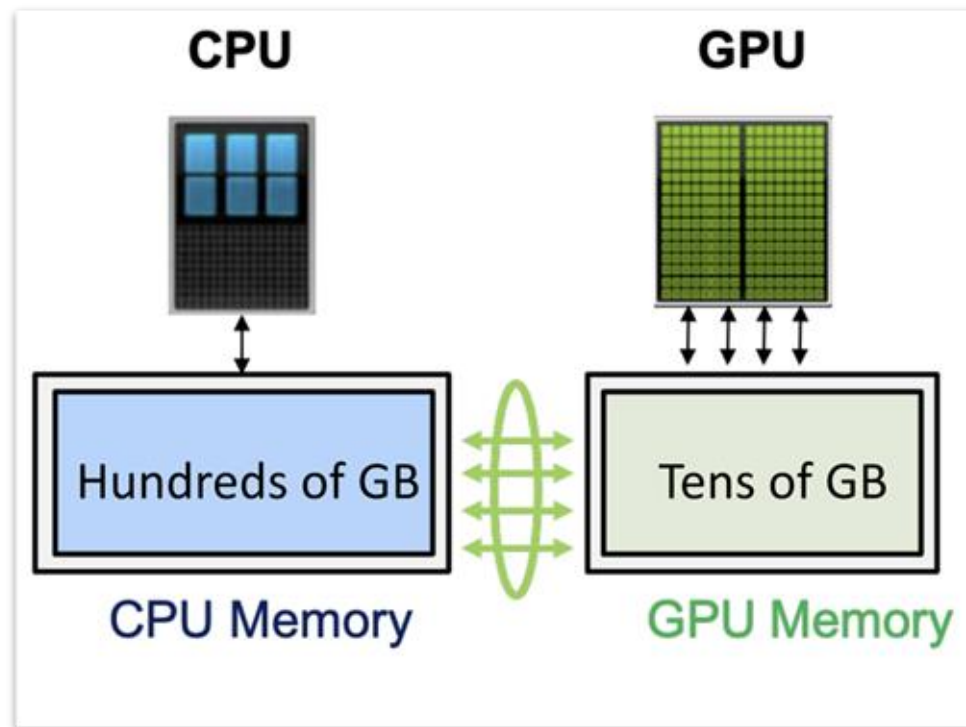 CPU
GPU
Hundreds of GB
Tens of GB
CPU Memory
GPU Memory